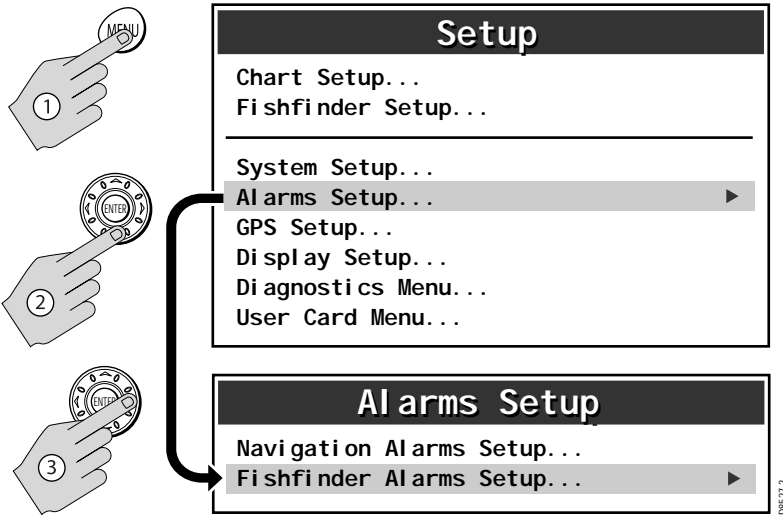 MENU
1
ENTER
2
ENTER
3
Setup
Chart Setup...
Fishfinder Setup...
System Setup...
Alarms Setup...
GPS Setup...
Display Setup...
Diagnostics Menu...
User Card Menu...
Alarms Setup
Navigation Alarms Setup...
Fishfinder Alarms Setup...